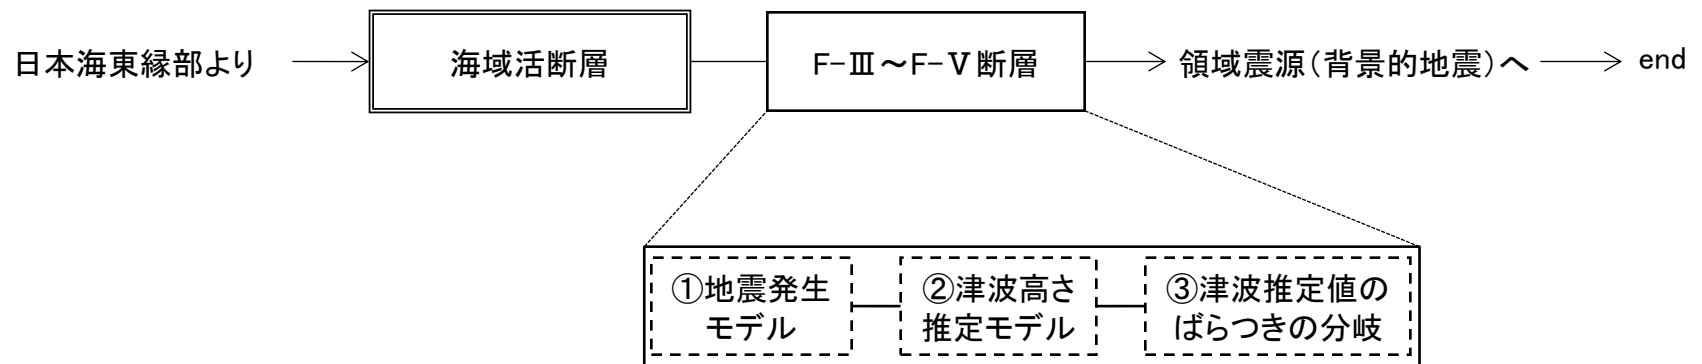 日本海東縁部より
海域活断層
F-Ⅲ～F-Ⅴ断層
領域震源(背景的地震)へ
end
①地震発生
モデル
②津波高さ
推定モデル
③津波推定値の
ばらつきの分岐